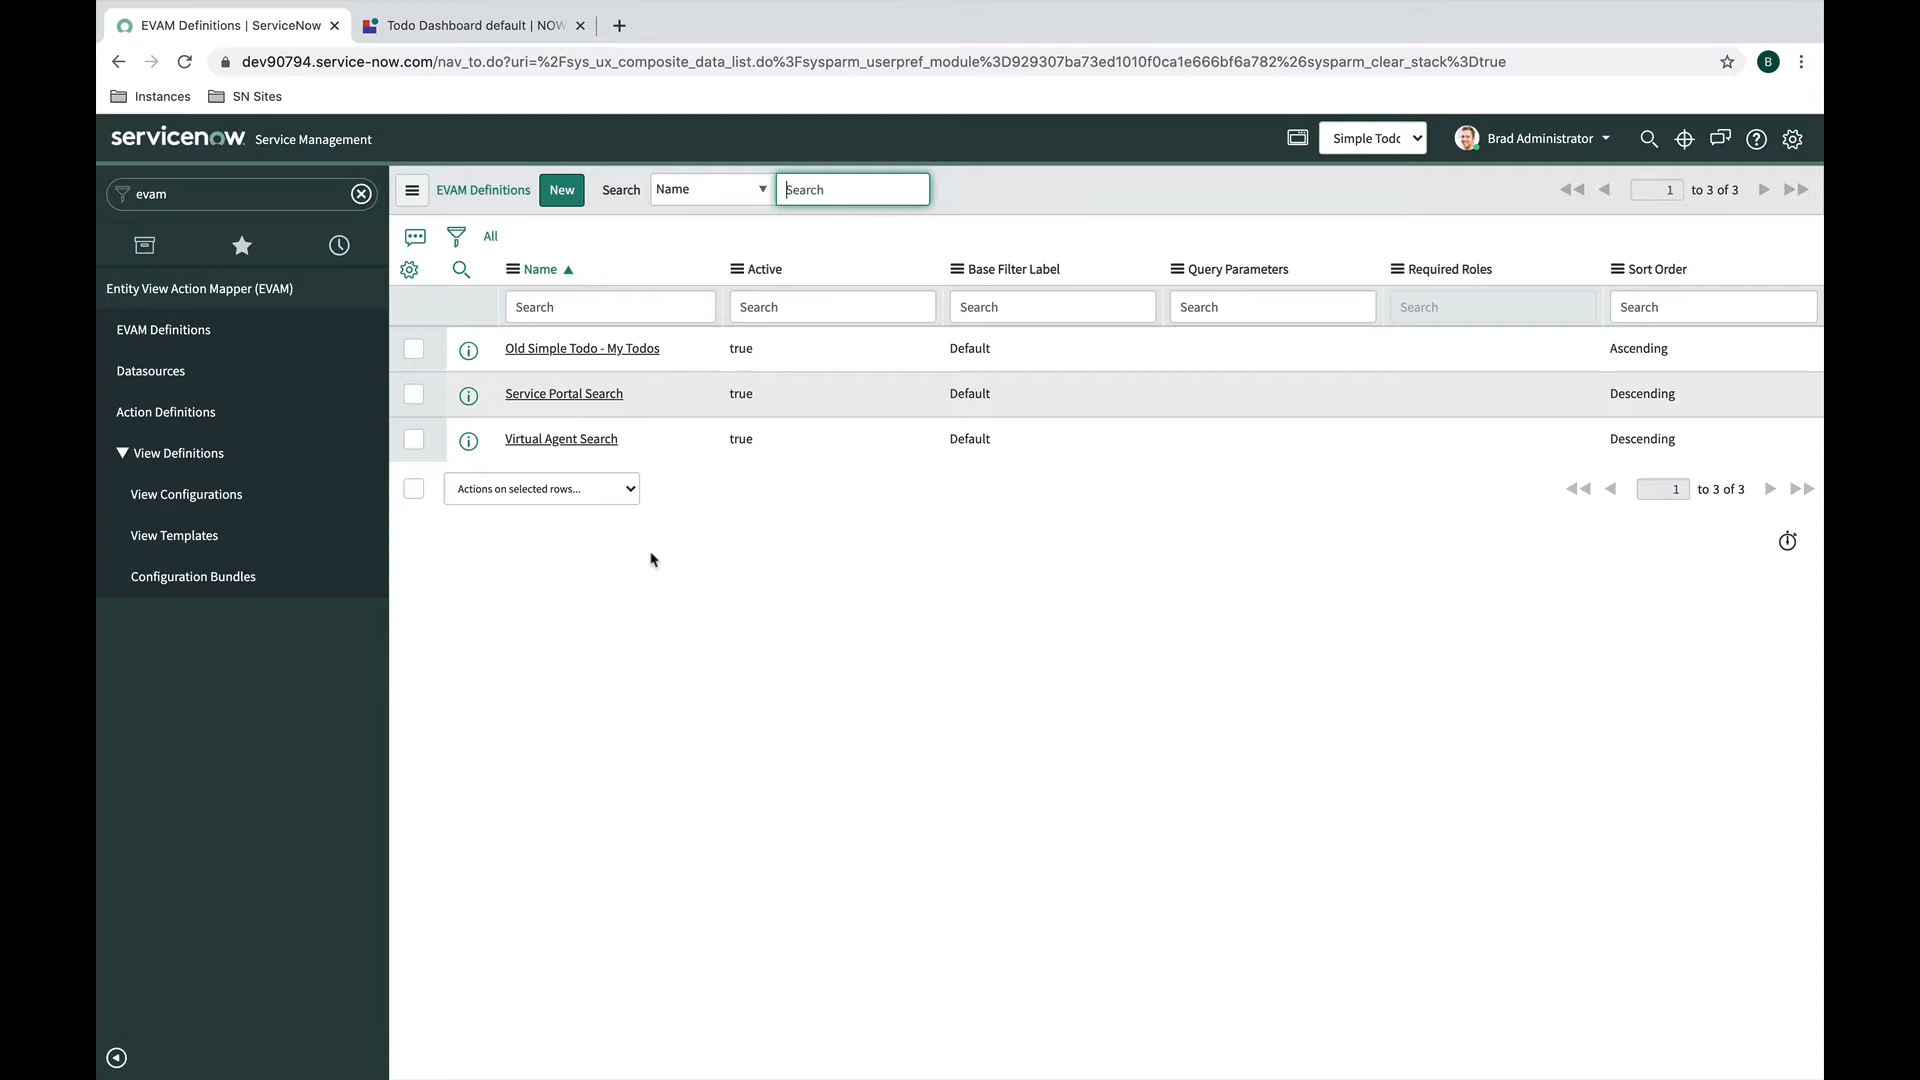 EVAM Definitions | ServiceNow
Todo Dashboard default | NOW
dev90794.service-now.com/nav_to.do?uri=%2Fsys_ux_composite_data_list.do%3Fsysparm_userpref_module%3D929307ba73ed1010f0ca1e666bf6a782%26sysparm_clear_stack%3Dtrue
B
Instances
SN Sites
servicenow Service Management
Simple Todo
Brad Administrator
evam
EVAM Definitions
New
Search
Name
Search
1 to 3 of 3
All
Name
Active
Base Filter Label
Query Parameters
Required Roles
Sort Order
Search
Search
Search
Search
Search
Search
Entity View Action Mapper (EVAM)
EVAM Definitions
Datasources
Action Definitions
View Definitions
View Configurations
View Templates
Configuration Bundles
Old Simple Todo - My Todos true Default Ascending
Service Portal Search true Default Descending
Virtual Agent Search true Default Descending
Actions on selected rows...
1 to 3 of 3